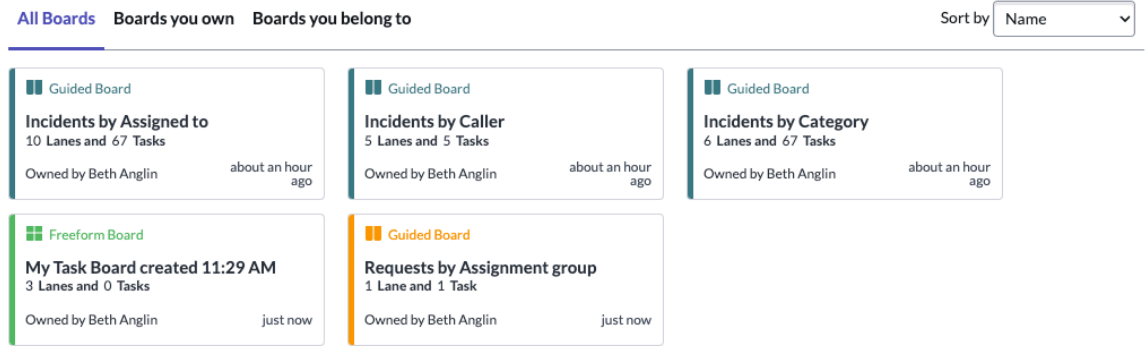 All Boards Boards you own Boards you belong to Sort by Name
Guided Board
Incidents by Assigned to
10 Lanes and 67 Tasks
Owned by Beth Anglin about an hour
ago
Guided Board
Incidents by Caller
5 Lanes and 5 Tasks
Owned by Beth Anglin about an hour
ago
Guided Board
Incidents by Category
6 Lanes and 67 Tasks
Owned by Beth Anglin about an hour
ago
Freeform Board
My Task Board created 11:29 AM
3 Lanes and 0 Tasks
Owned by Beth Anglin just now
Guided Board
Requests by Assignment group
1 Lane and 1 Task
Owned by Beth Anglin just now